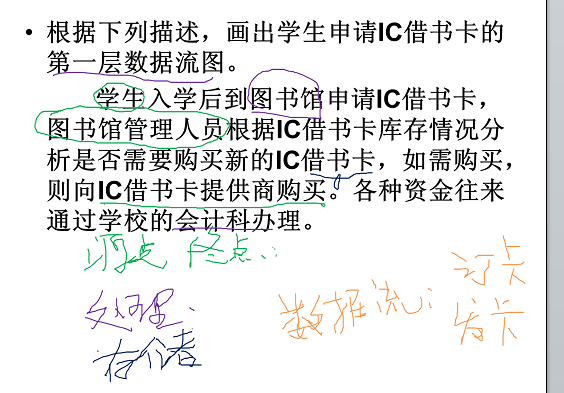 • 根据下列描述，画出学生申请IC借书卡的
第一层数据流图。
学生入学后到图书馆申请IC借书卡，
图书馆管理人员根据IC借书卡库存情况分
析是否需要购买新的IC借书卡，如需购买，
则向IC借书卡提供商购买。各种资金往来
通过学校的会计科办理。
源点 终点:
处理:
存储
数据流:
订卡
发卡